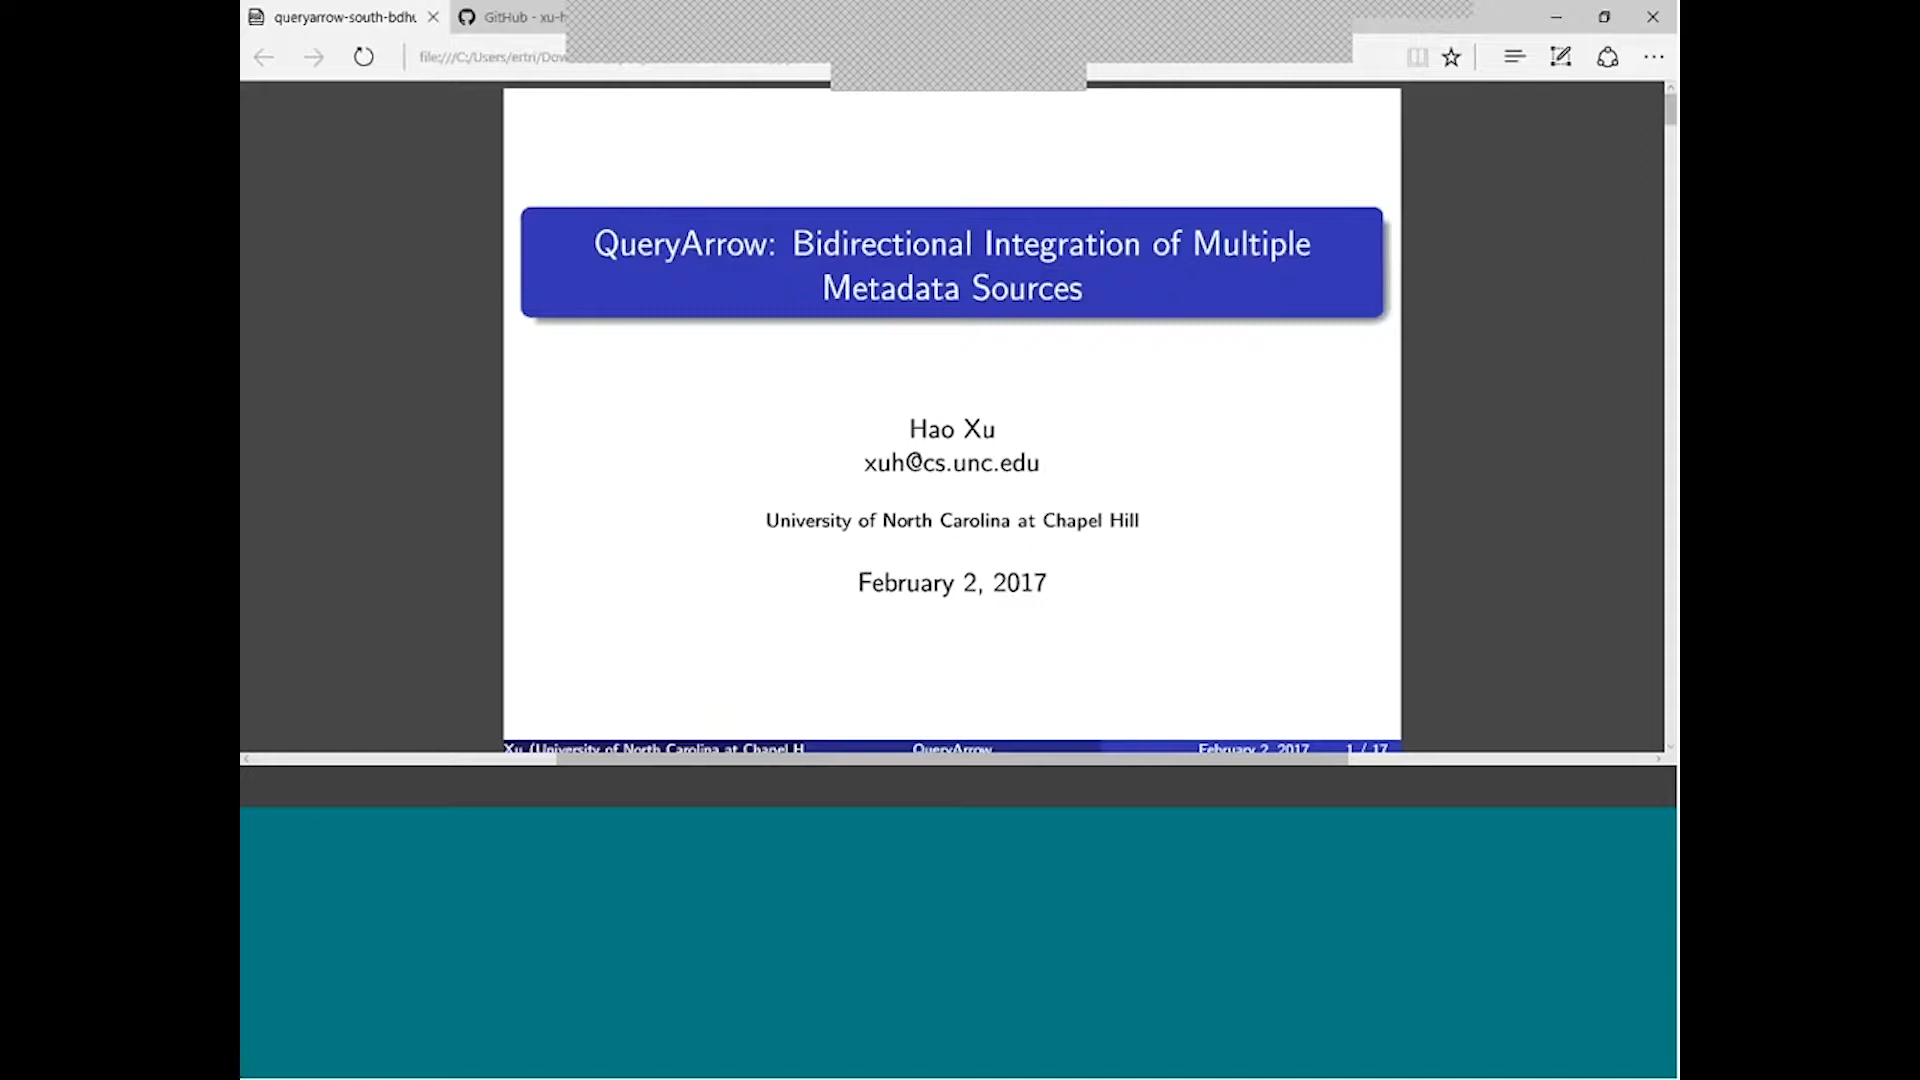 queryarrow-south-bdhu
GitHub - xu-h
file:///C:/Users/ertri/Dow
QueryArrow: Bidirectional Integration of Multiple
Metadata Sources
Hao Xu
xuh@cs.unc.edu
University of North Carolina at Chapel Hill
February 2, 2017
Xu (University of North Carolina at Chapel H QueryArrow February 2, 2017 1 / 17